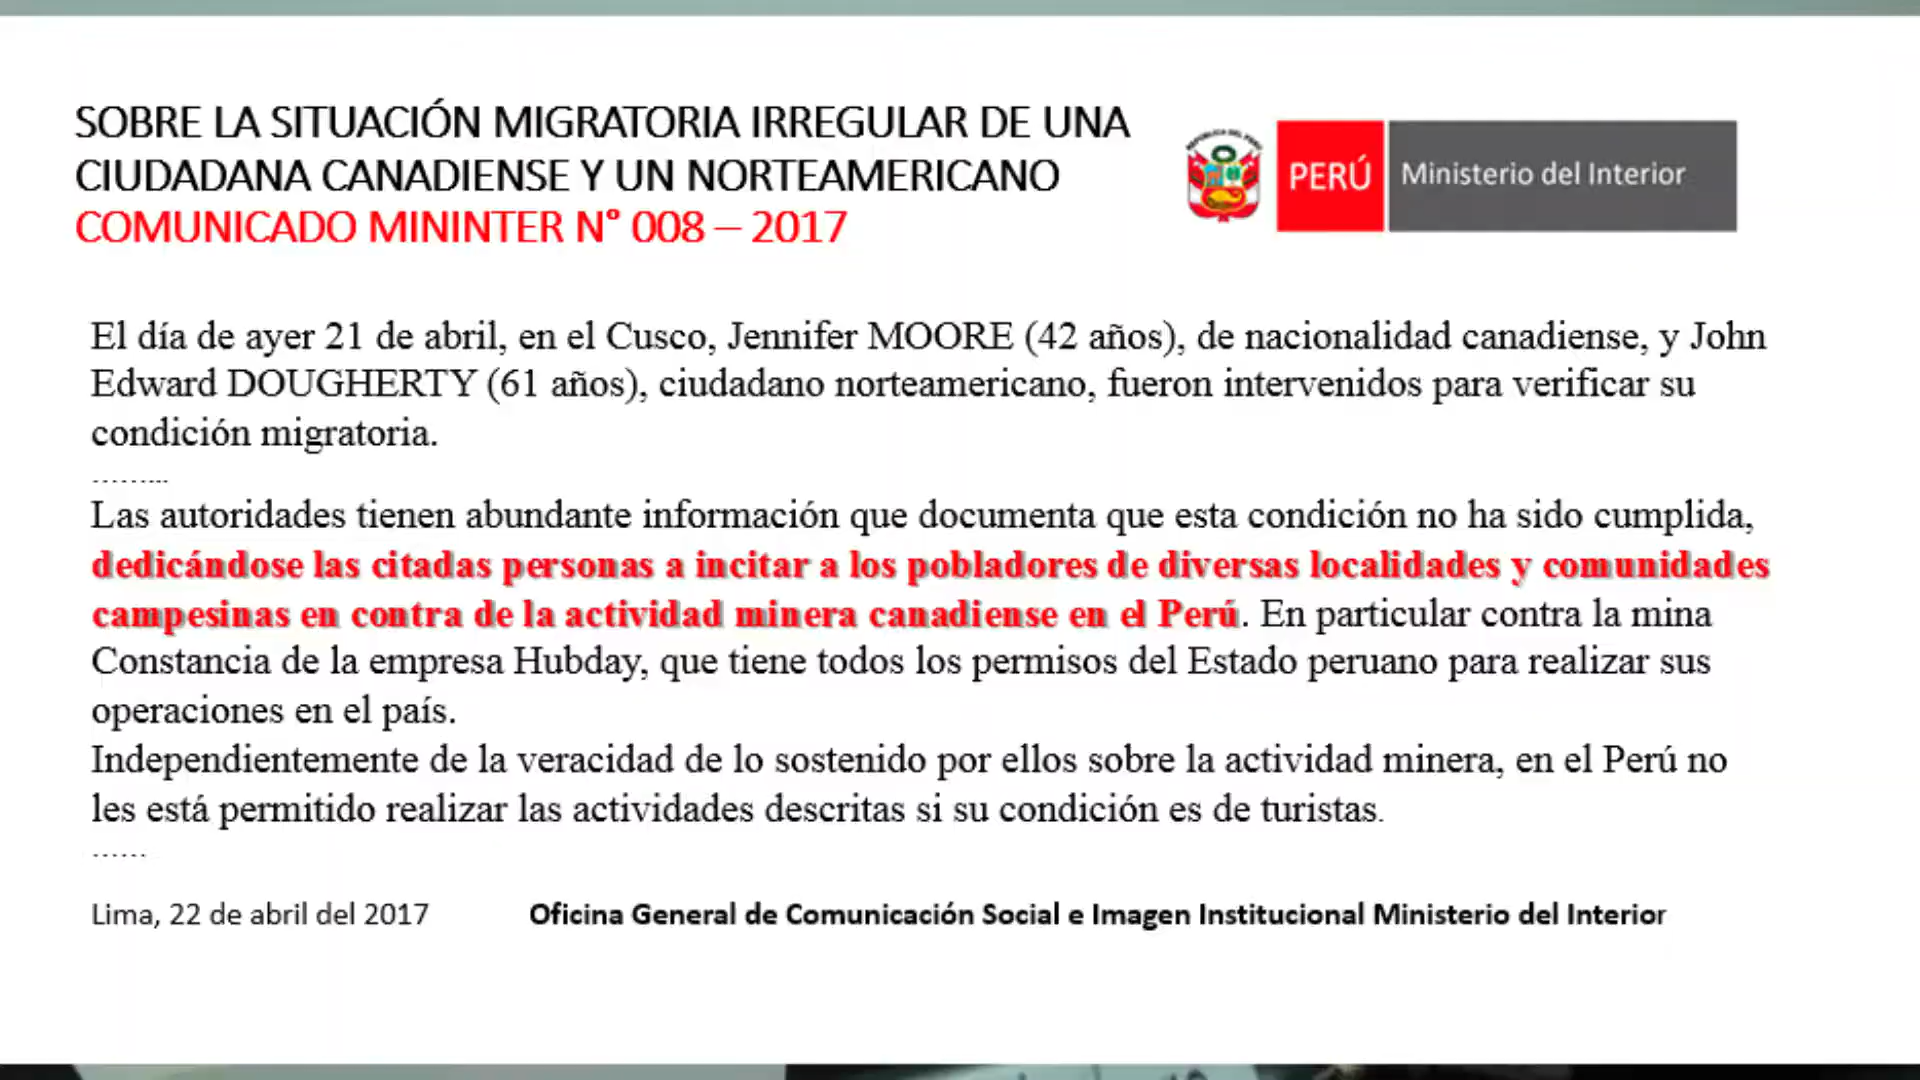 SOBRE LA SITUACIÓN MIGRATORIA IRREGULAR DE UNA
CIUDADANA CANADIENSE Y UN NORTEAMERICANO
COMUNICADO MININTER N° 008 – 2017
REPÚBLICA DEL PERÚ
PERÚ
Ministerio del Interior
El día de ayer 21 de abril, en el Cusco, Jennifer MOORE (42 años), de nacionalidad canadiense, y John
Edward DOUGHERTY (61 años), ciudadano norteamericano, fueron intervenidos para verificar su
condición migratoria.
.........
Las autoridades tienen abundante información que documenta que esta condición no ha sido cumplida,
dedicándose las citadas personas a incitar a los pobladores de diversas localidades y comunidades
campesinas en contra de la actividad minera canadiense en el Perú. En particular contra la mina
Constancia de la empresa Hubday, que tiene todos los permisos del Estado peruano para realizar sus
operaciones en el país.
Independientemente de la veracidad de lo sostenido por ellos sobre la actividad minera, en el Perú no
les está permitido realizar las actividades descritas si su condición es de turistas.
......
Lima, 22 de abril del 2017
Oficina General de Comunicación Social e Imagen Institucional Ministerio del Interior